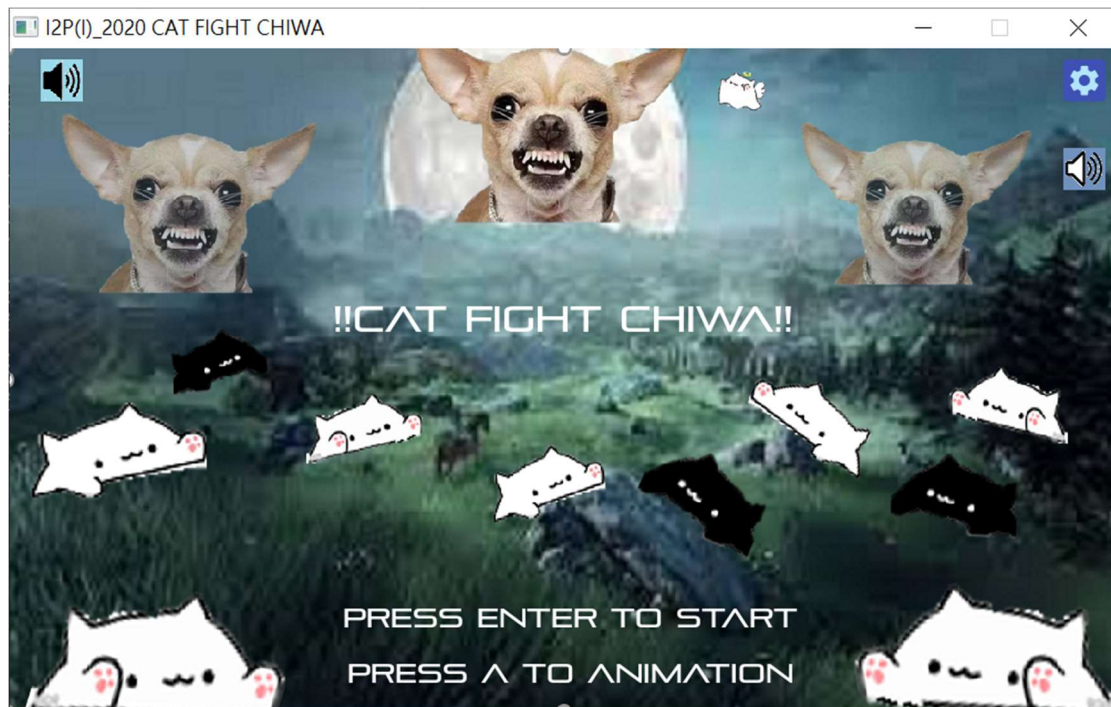 I2P(I)_2020 CAT FIGHT CHIWA
!!CAT FIGHT CHIWA!!
PRESS ENTER TO START
PRESS A TO ANIMATION